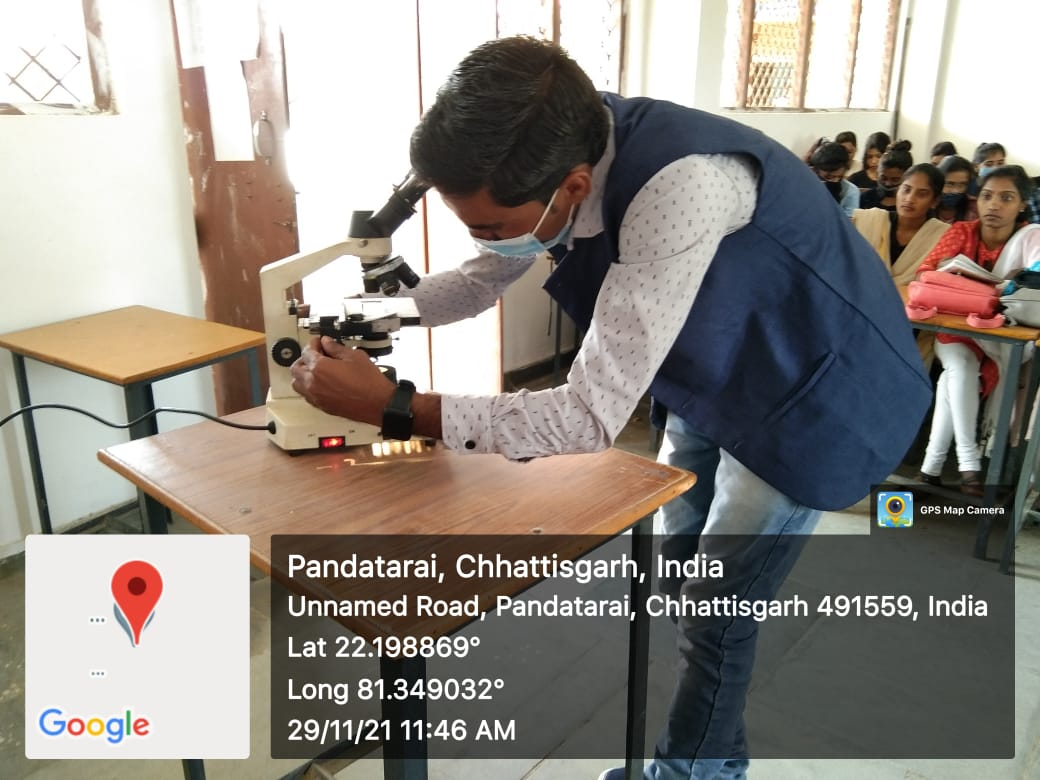 GPS Map Camera
Pandatarai, Chhattisgarh, India
Unnamed Road, Pandatarai, Chhattisgarh 491559, India
Lat 22.198869°
Long 81.349032°
29/11/21 11:46 AM
Google